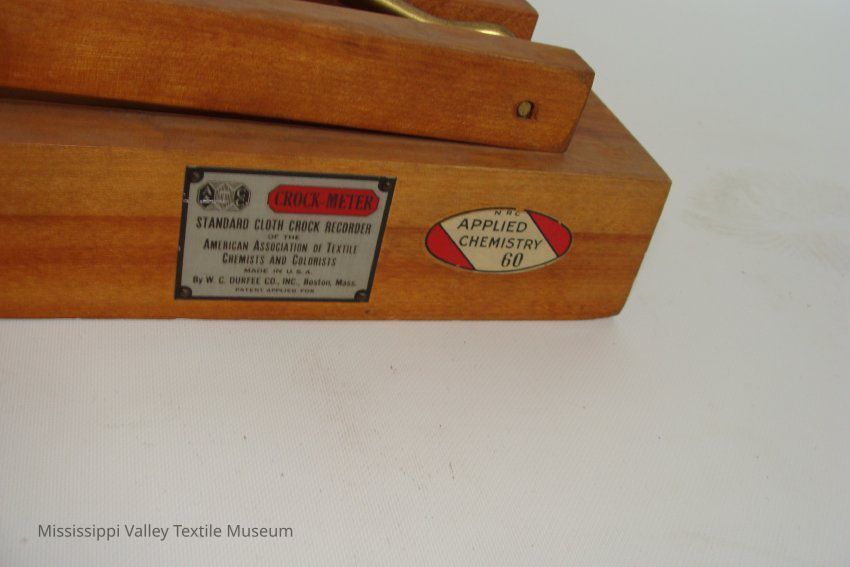 CROCK-METER
STANDARD CLOTH CROCK RECORDER
OF THE
AMERICAN ASSOCIATION OF TEXTILE
CHEMISTS AND COLORISTS
MADE IN U.S.A.
By W. C. DURFEE CO., INC., Boston, Mass.
PATENT APPLIED FOR
NRC
APPLIED
CHEMISTRY
60
Mississippi Valley Textile Museum